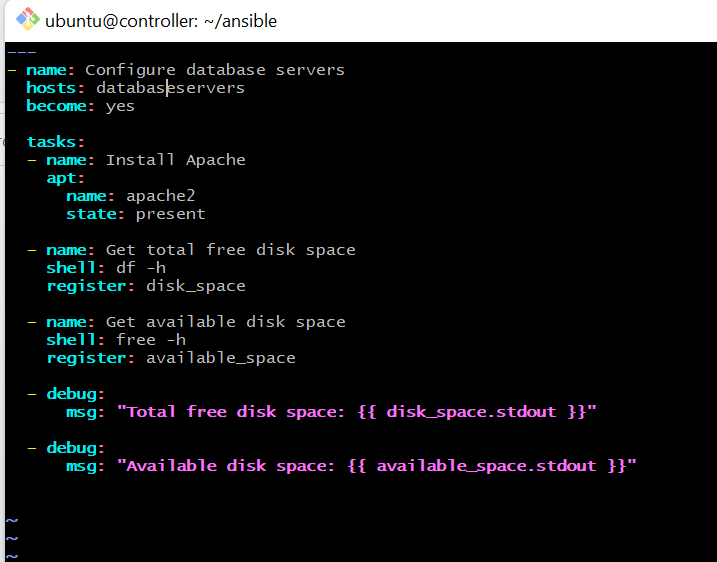 ubuntu@controller: ~/ansible
---
- name: Configure database servers
  hosts: databaseservers
  become: yes
  tasks:
  - name: Install Apache
    apt:
      name: apache2
      state: present
  - name: Get total free disk space
    shell: df -h
    register: disk_space
  - name: Get available disk space
    shell: free -h
    register: available_space
  - debug:
      msg: "Total free disk space: {{ disk_space.stdout }}"
  - debug:
      msg: "Available disk space: {{ available_space.stdout }}"
~
~
~